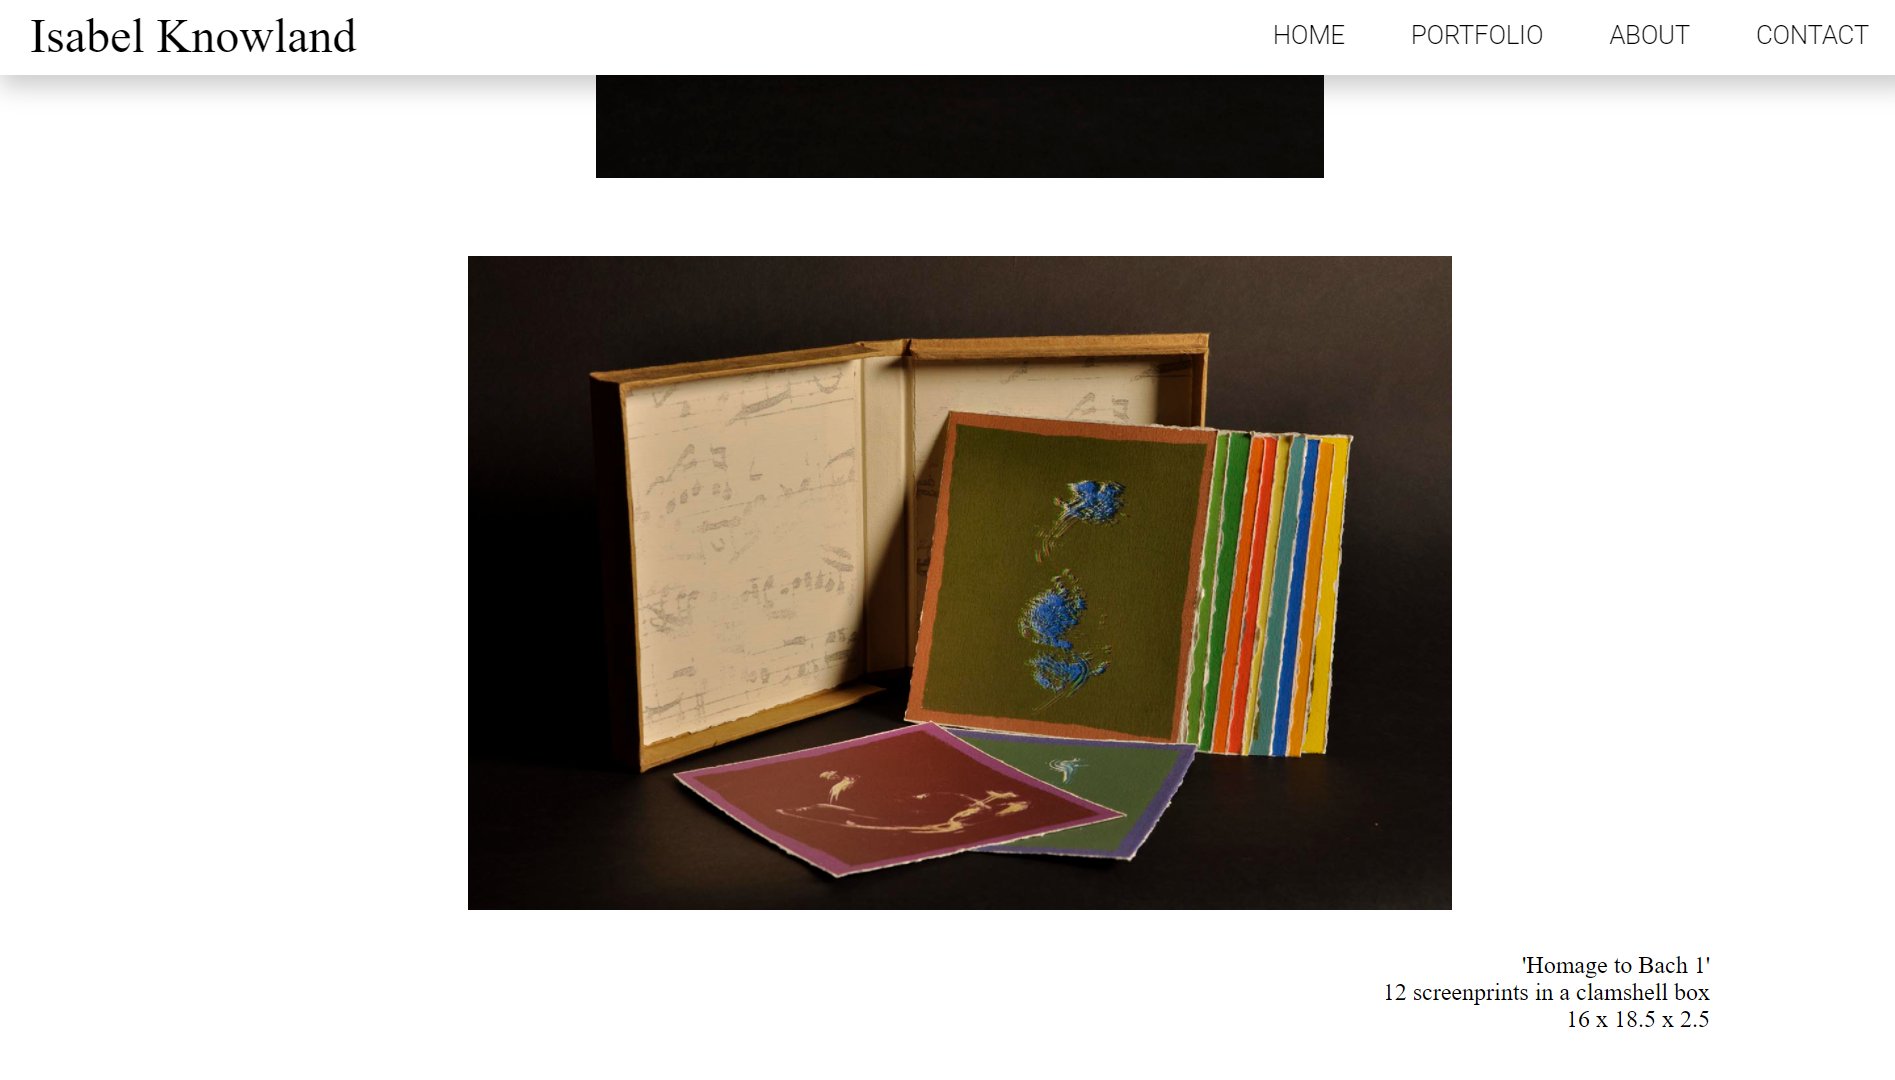 Isabel Knowland
HOME PORTFOLIO ABOUT CONTACT
'Homage to Bach 1'
12 screenprints in a clamshell box
16 x 18.5 x 2.5